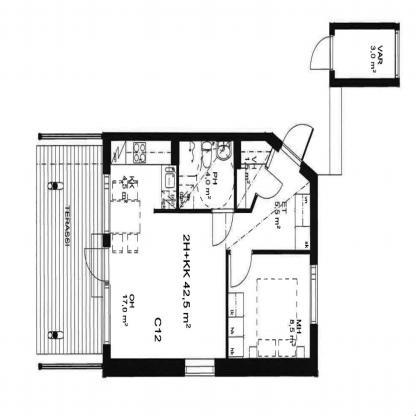 VAR
3,0 m²
KK
4,5 m²
PH
4,0 m²
VH
ET
5,5 m²
TERASSI
2H+KK 42,5 m²
C12
OH
17,0 m²
MH
8,5 m²